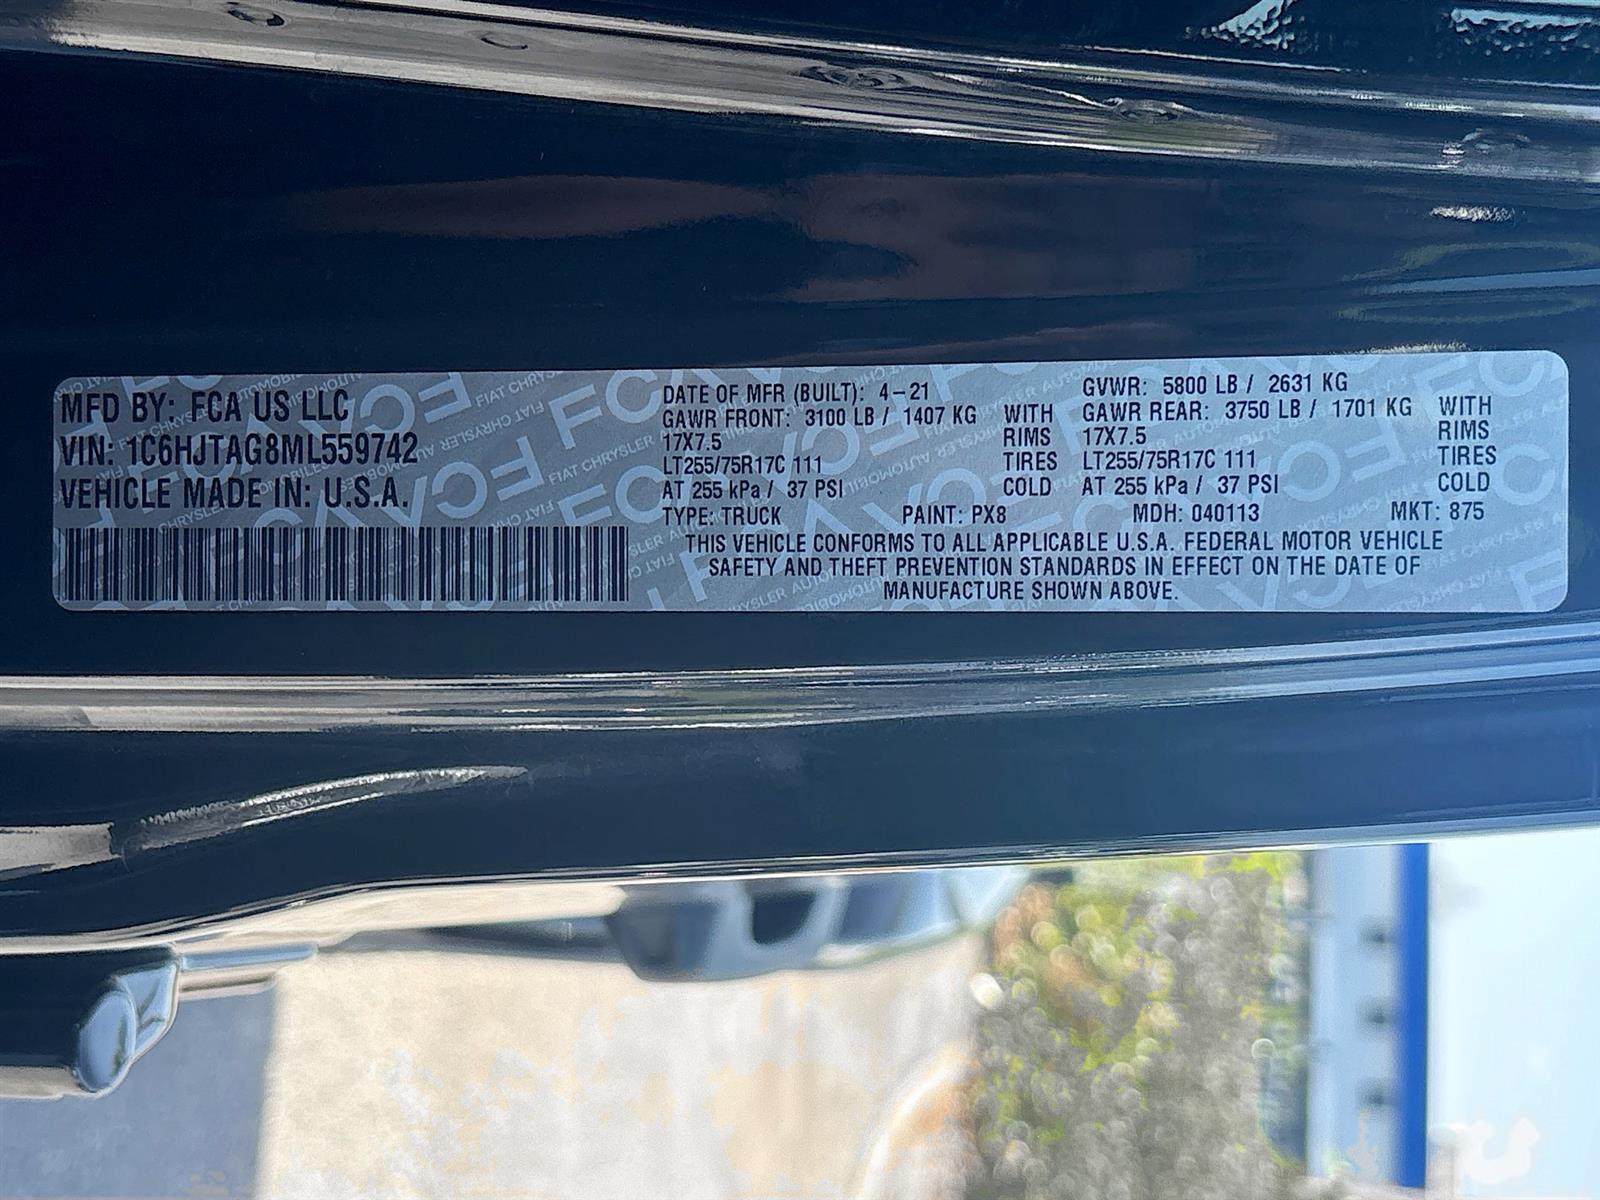 MFD BY: FCA US LLC
VIN: 1C6HJTAG8ML559742
VEHICLE MADE IN: U.S.A.
DATE OF MFR (BUILT): 4-21
GAWR FRONT: 3100 LB / 1407 KG WITH
17X7.5 RIMS
LT255/75R17C 111 TIRES
AT 255 kPa / 37 PSI COLD
GVWR: 5800 LB / 2631 KG
GAWR REAR: 3750 LB / 1701 KG WITH
17X7.5 RIMS
LT255/75R17C 111 TIRES
AT 255 kPa / 37 PSI COLD
TYPE: TRUCK PAINT: PX8 MDH: 040113 MKT: 875
THIS VEHICLE CONFORMS TO ALL APPLICABLE U.S.A. FEDERAL MOTOR VEHICLE
SAFETY AND THEFT PREVENTION STANDARDS IN EFFECT ON THE DATE OF
MANUFACTURE SHOWN ABOVE.